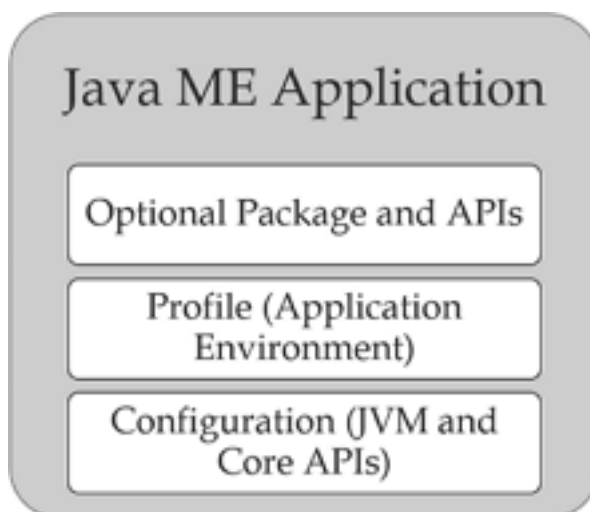 Java ME Application
Optional Package and APIs
Profile (Application
Environment)
Configuration (JVM and
Core APIs)